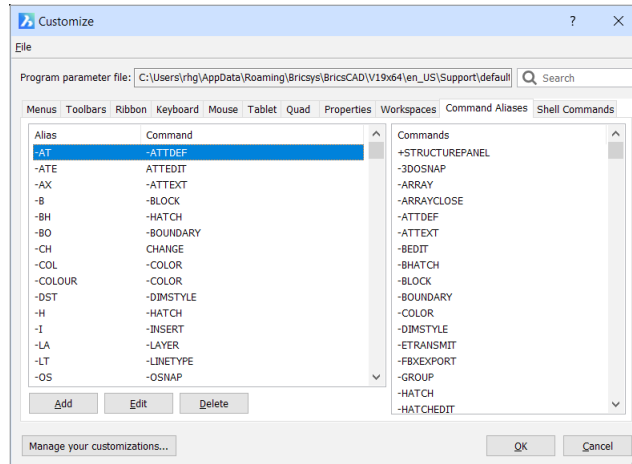 Customize
File
Program parameter file: C:\Users\rhg\AppData\Roaming\Bricsys\BricsCAD\V19x64\en_US\Support\default Search
Menus Toolbars Ribbon Keyboard Mouse Tablet Quad Properties Workspaces Command Aliases Shell Commands
Alias Command Commands
-AT -ATTDEF +STRUCTUREPANEL
-ATE ATTEDIT -3DOSNAP
-AX -ATTEXT -ARRAY
-B -BLOCK -ARRAYCLOSE
-BH -HATCH -ATTDEF
-BO -BOUNDARY -ATTEXT
-CH CHANGE -BEDIT
-COL -COLOR -BHATCH
-COLOUR -COLOR -BLOCK
-DST -DIMSTYLE -BOUNDARY
-H -HATCH -COLOR
-I -INSERT -DIMSTYLE
-LA -LAYER -ETRANSMIT
-LT -LINETYPE -FBXEXPORT
-OS -OSNAP -GROUP
-HATCH
Add Edit Delete -HATCHEDIT
Manage your customizations... OK Cancel